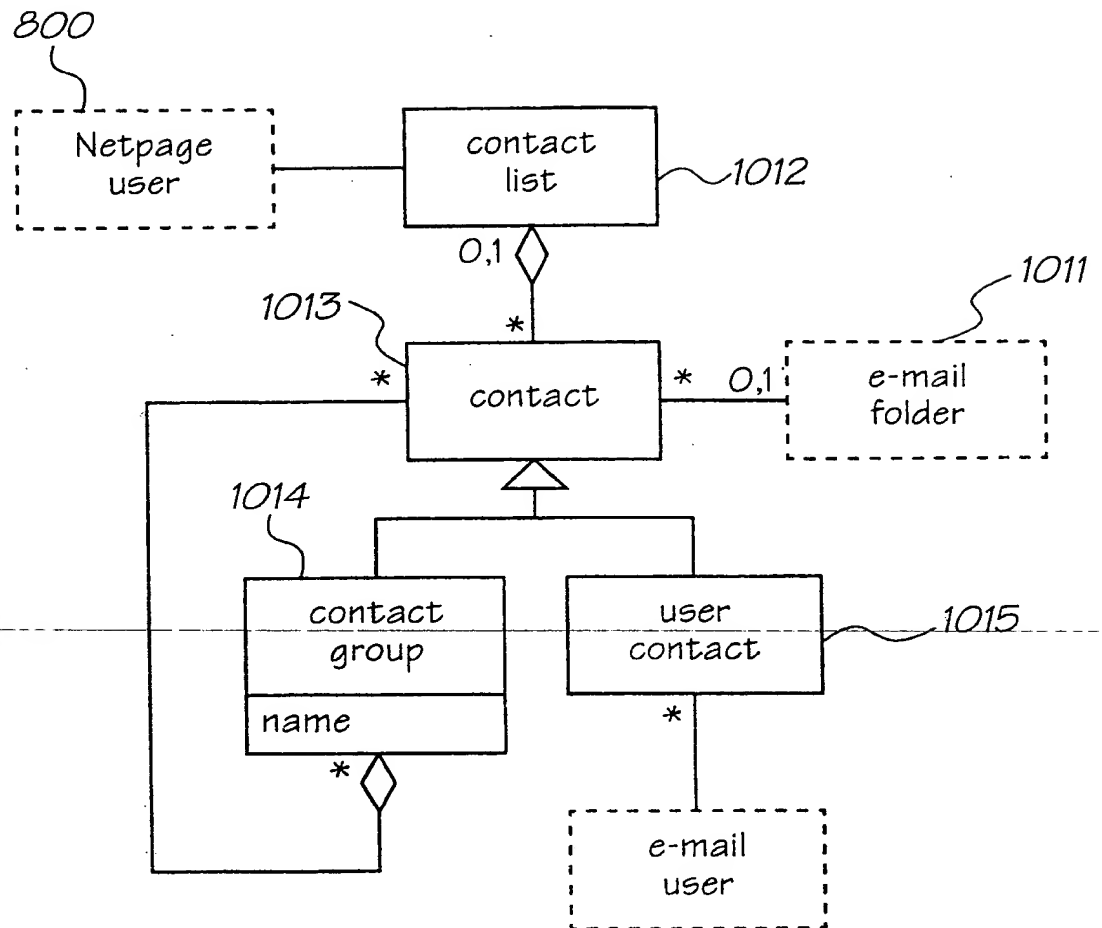 800
Netpage
user
contact
list
1012
0,1
*
1013
1011
*
contact
*
0,1
e-mail
folder
1014
contact
group
name
*
user
contact
1015
*
e-mail
user